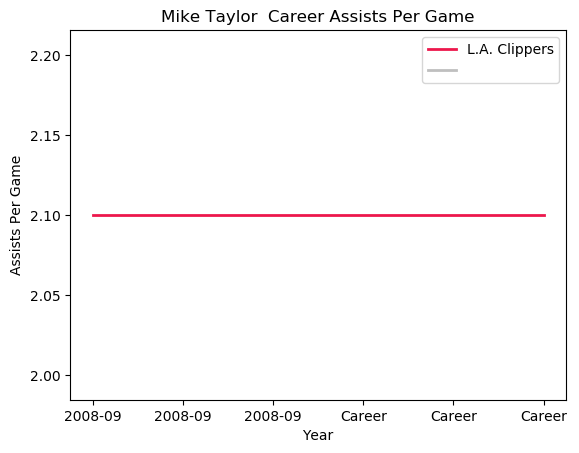 Mike Taylor  Career Assists Per Game
L.A. Clippers
Assists Per Game
2.20
2.15
2.10
2.05
2.00
2008-09 2008-09 2008-09 Career Career Career
Year